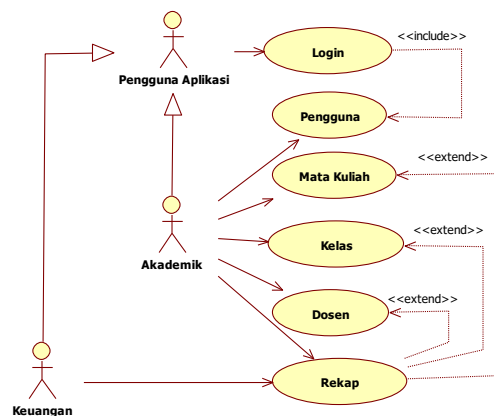 Login
<<include>>
Pengguna Aplikasi
Pengguna
<<extend>>
Mata Kuliah
<<extend>>
Kelas
Akademik
<<extend>>
Dosen
Rekap
Keuangan